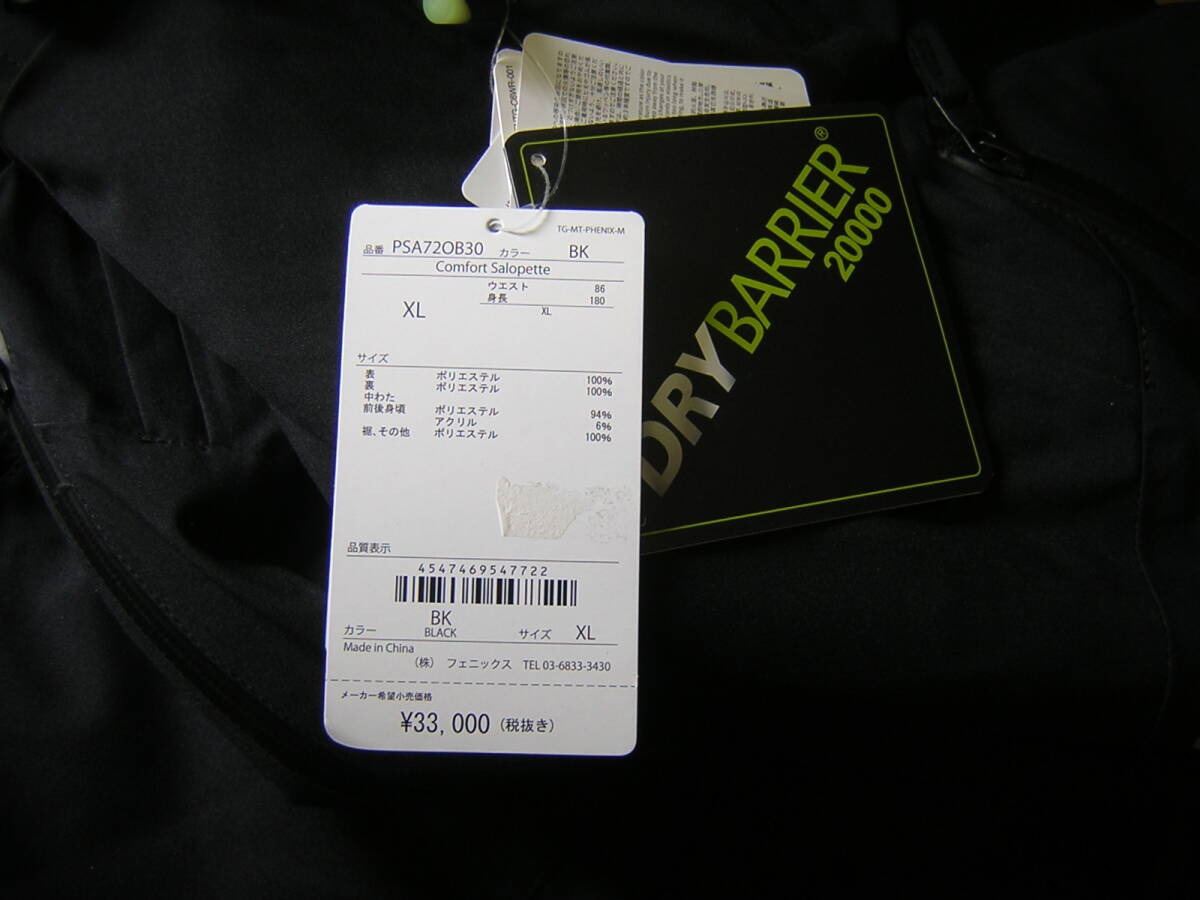 TG-MT-PHENIX-M
品番 PSA72OB30 カラー BK
Comfort Salopette
ウエスト 86
身長 180
XL XL
サイズ
表 ポリエステル 100%
裏 ポリエステル 100%
中わた
前後身頃 ポリエステル 94%
アクリル 6%
裾、その他 ポリエステル 100%
品質表示
4547469547722
BK
カラー BLACK サイズ XL
Made in China
(株) フェニックス TEL 03-6833-3430
メーカー希望小売価格
¥33,000 (税抜き)
DRYBARRIER®
20000